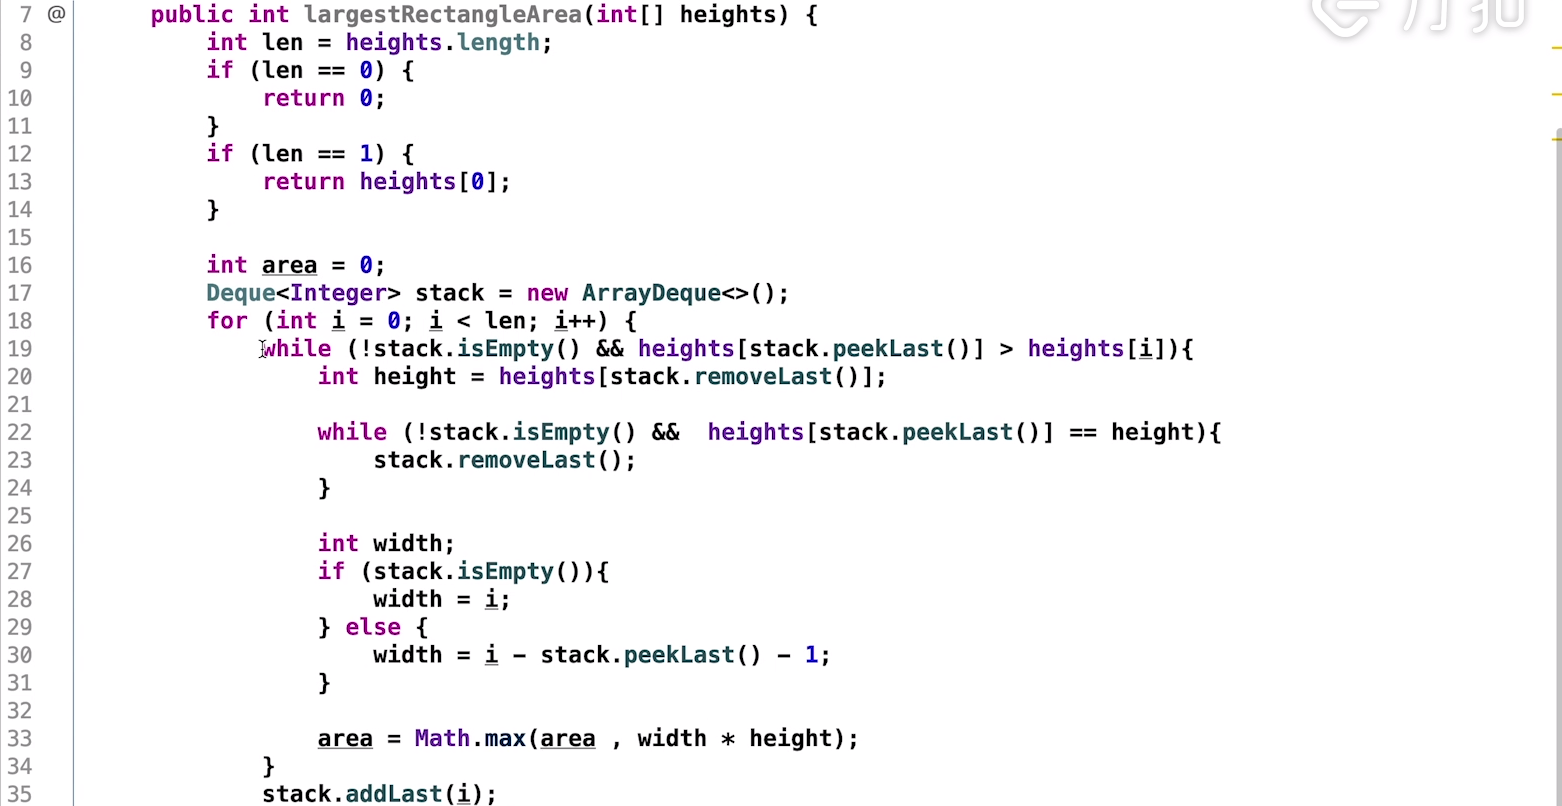 力扣
7 @ public int largestRectangleArea(int[] heights) {
8 int len = heights.length;
9 if (len == 0) {
10 return 0;
11 }
12 if (len == 1) {
13 return heights[0];
14 }
15
16 int area = 0;
17 Deque<Integer> stack = new ArrayDeque<>();
18 for (int i = 0; i < len; i++) {
19 while (!stack.isEmpty() && heights[stack.peekLast()] > heights[i]){
20 int height = heights[stack.removeLast()];
21
22 while (!stack.isEmpty() &&  heights[stack.peekLast()] == height){
23 stack.removeLast();
24 }
25
26 int width;
27 if (stack.isEmpty()){
28 width = i;
29 } else {
30 width = i - stack.peekLast() - 1;
31 }
32
33 area = Math.max(area , width * height);
34 }
35 stack.addLast(i);